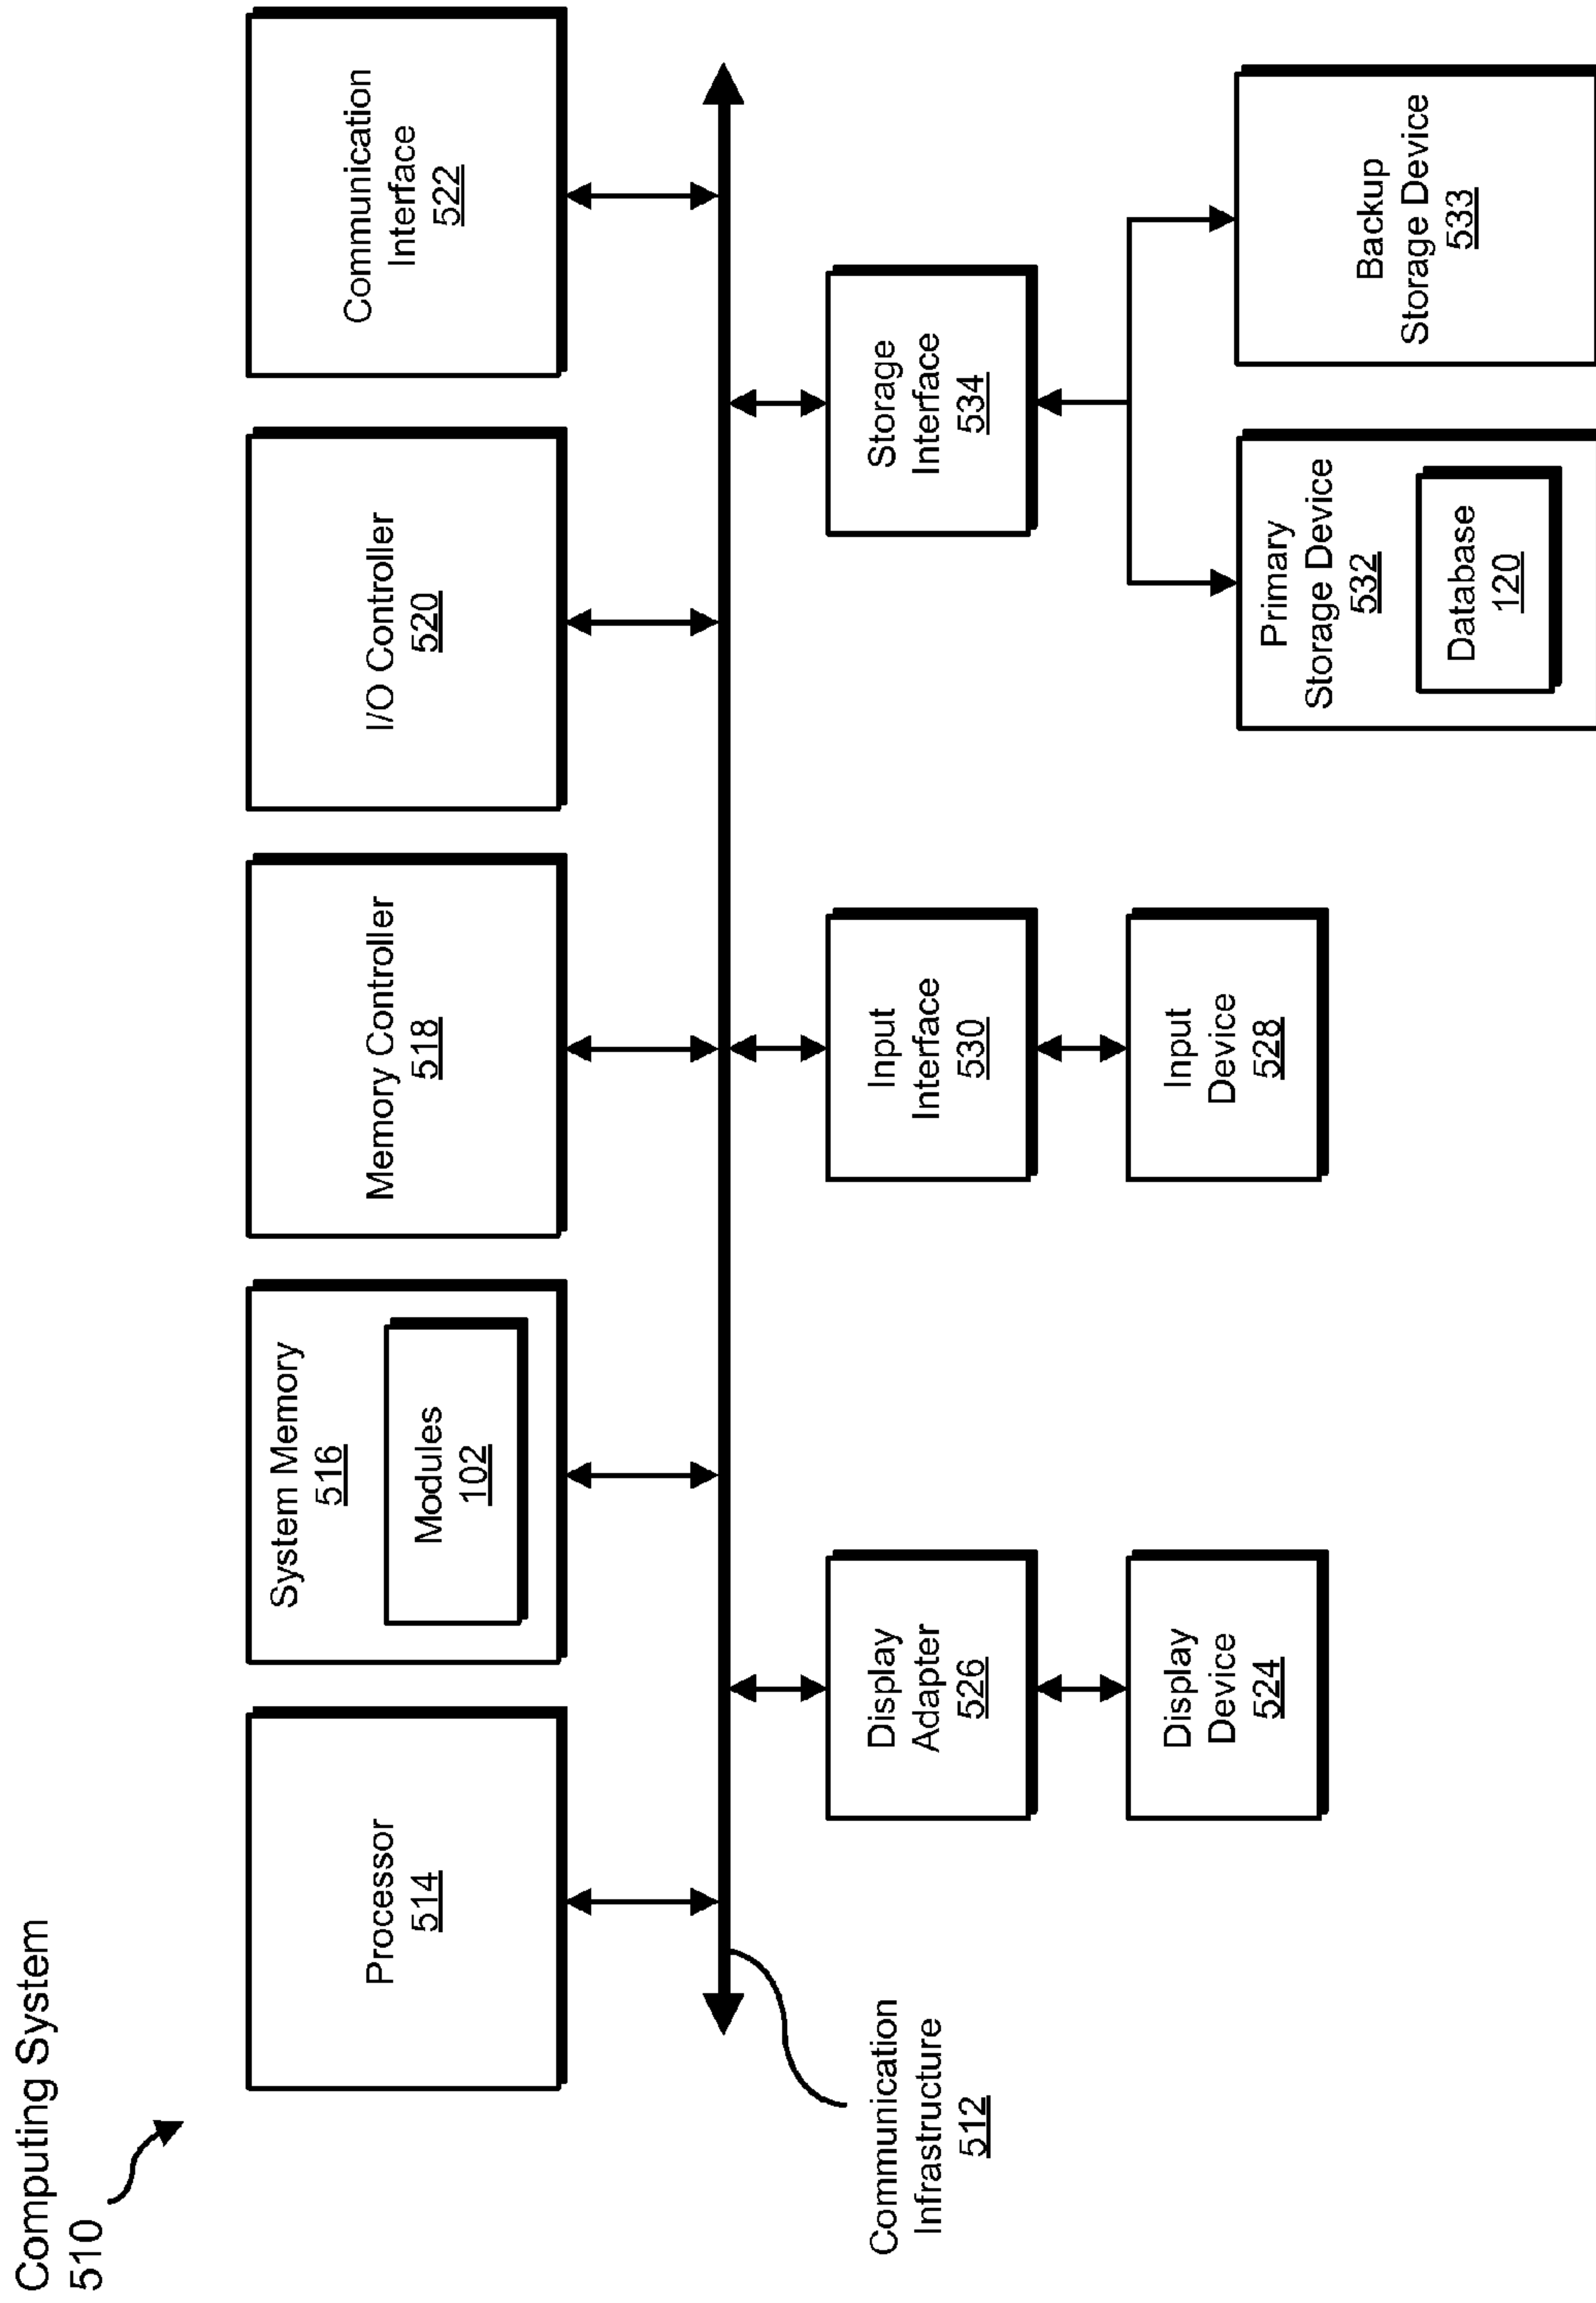 Computing System
510
Processor
514
System Memory
516
Modules
102
Memory Controller
518
I/O Controller
520
Communication
Interface
522
Communication
Infrastructure
512
Display
Adapter
526
Input
Interface
530
Storage
Interface
534
Display
Device
524
Input
Device
528
Primary
Storage Device
532
Database
120
Backup
Storage Device
533